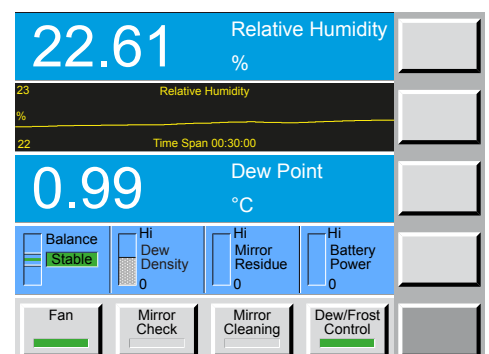 22.61
Relative Humidity
%
23
Relative Humidity
%
22
Time Span 00:30:00
0.99
Dew Point
°C
Balance
Stable
Hi
Dew
Density
0
Hi
Mirror
Residue
0
Hi
Battery
Power
0
Fan
Mirror
Check
Mirror
Cleaning
Dew/Frost
Control